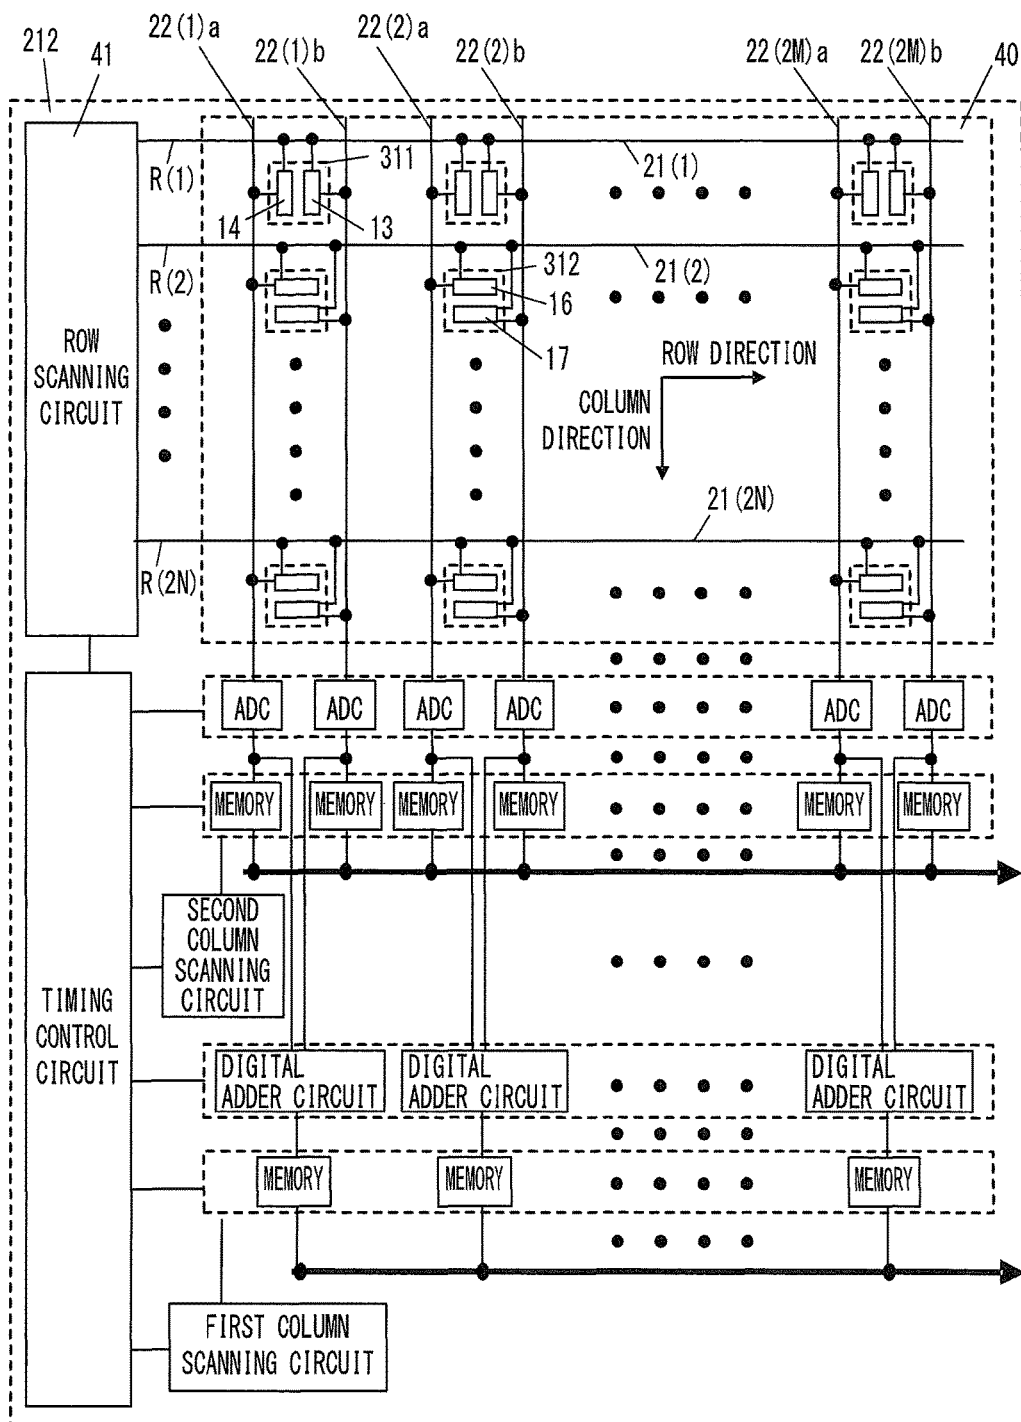 212
41
22(1)a
22(1)b
22(2)a
22(2)b
22(2M)a
22(2M)b
40
R(1)
14
13
311
21(1)
R(2)
312
16
17
21(2)
ROW
SCANNING
CIRCUIT
ROW DIRECTION
COLUMN
DIRECTION
R(2N)
21(2N)
ADC
ADC
ADC
ADC
ADC
ADC
MEMORY
MEMORY
MEMORY
MEMORY
MEMORY
MEMORY
SECOND
COLUMN
SCANNING
CIRCUIT
TIMING
CONTROL
CIRCUIT
DIGITAL
ADDER CIRCUIT
DIGITAL
ADDER CIRCUIT
DIGITAL
ADDER CIRCUIT
MEMORY
MEMORY
MEMORY
FIRST COLUMN
SCANNING CIRCUIT